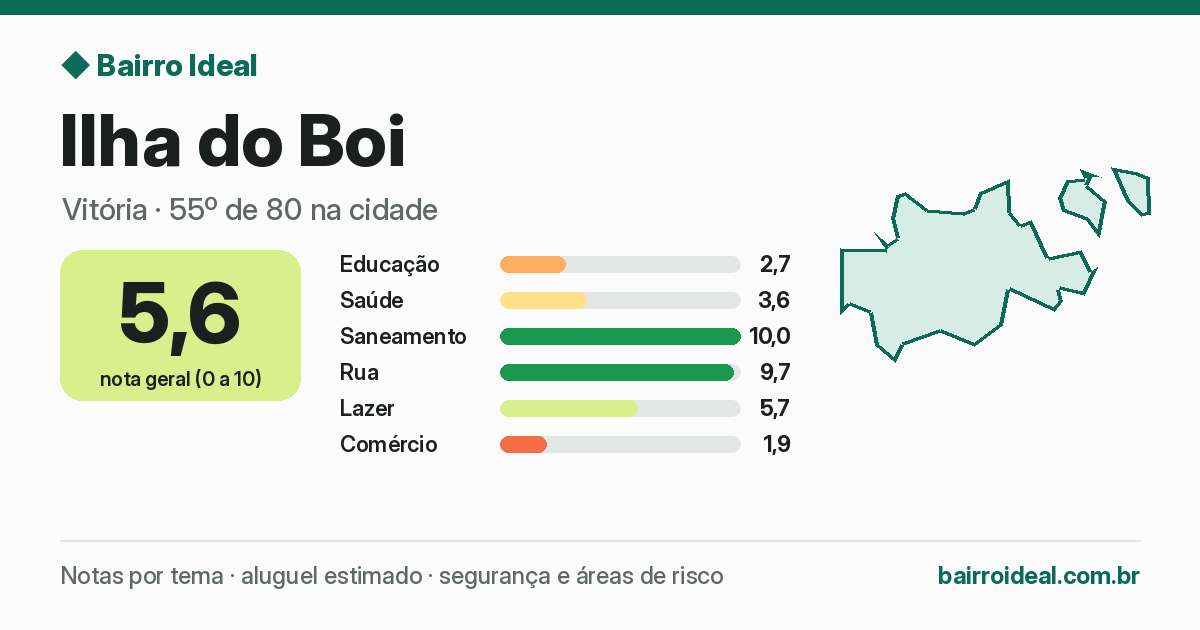 Bairro Ideal
Ilha do Boi
Vitória · 55º de 80 na cidade
5,6
nota geral (0 a 10)
Educação 2,7
Saúde 3,6
Saneamento 10,0
Rua 9,7
Lazer 5,7
Comércio 1,9
Notas por tema · aluguel estimado · segurança e áreas de risco
bairroideal.com.br